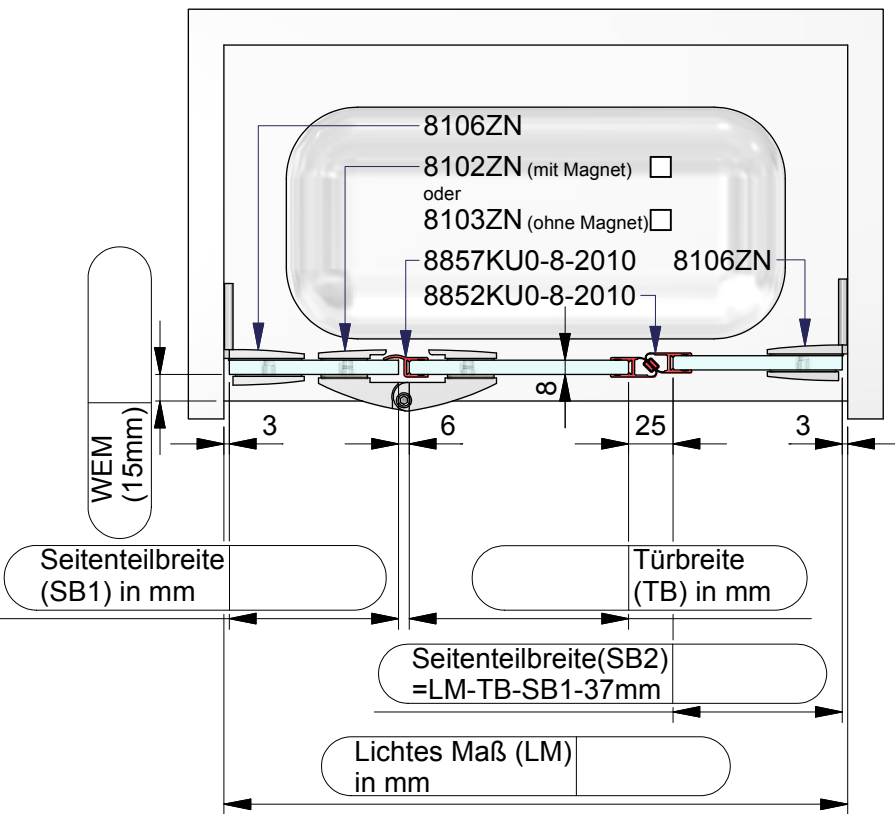 8106ZN
8102ZN (mit Magnet)
oder
8103ZN (ohne Magnet)
8857KU0-8-2010
8106ZN
8852KU0-8-2010
8
3
6
25
3
WEM
(15mm)
Seitenteilbreite
(SB1) in mm
Türbreite
(TB) in mm
Seitenteilbreite(SB2)
=LM-TB-SB1-37mm
Lichtes Maß (LM)
in mm